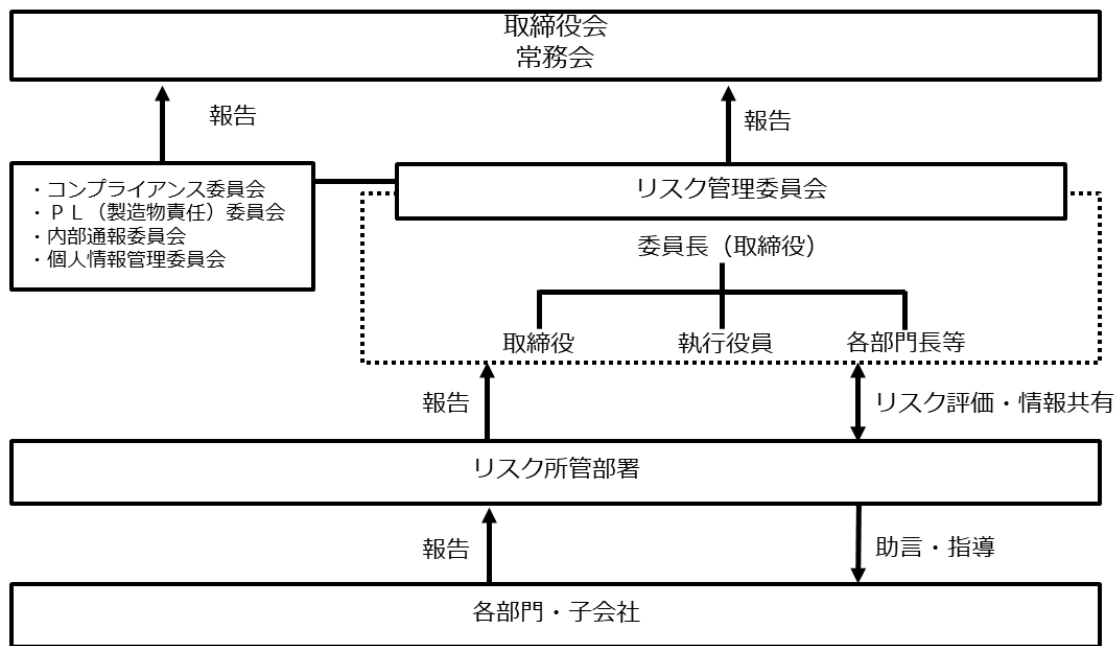 取締役会
常務会
報告
報告
・コンプライアンス委員会
・ＰＬ（製造物責任）委員会
・内部通報委員会
・個人情報管理委員会
リスク管理委員会
委員長（取締役）
取締役
執行役員
各部門長等
報告
リスク評価・情報共有
リスク所管部署
報告
助言・指導
各部門・子会社